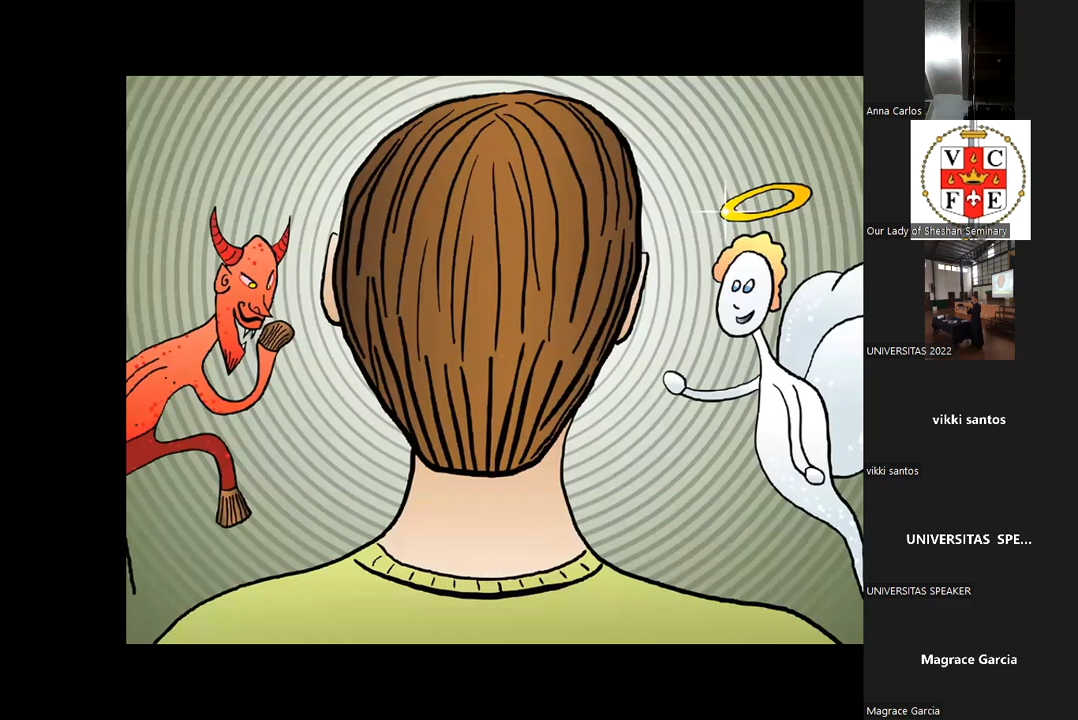 Anna Carlos
V C
F E
Our Lady of Sheshan Seminary
UNIVERSITAS 2022
vikki santos
vikki santos
UNIVERSITAS SPE...
UNIVERSITAS SPEAKER
Magrace Garcia
Magrace Garcia